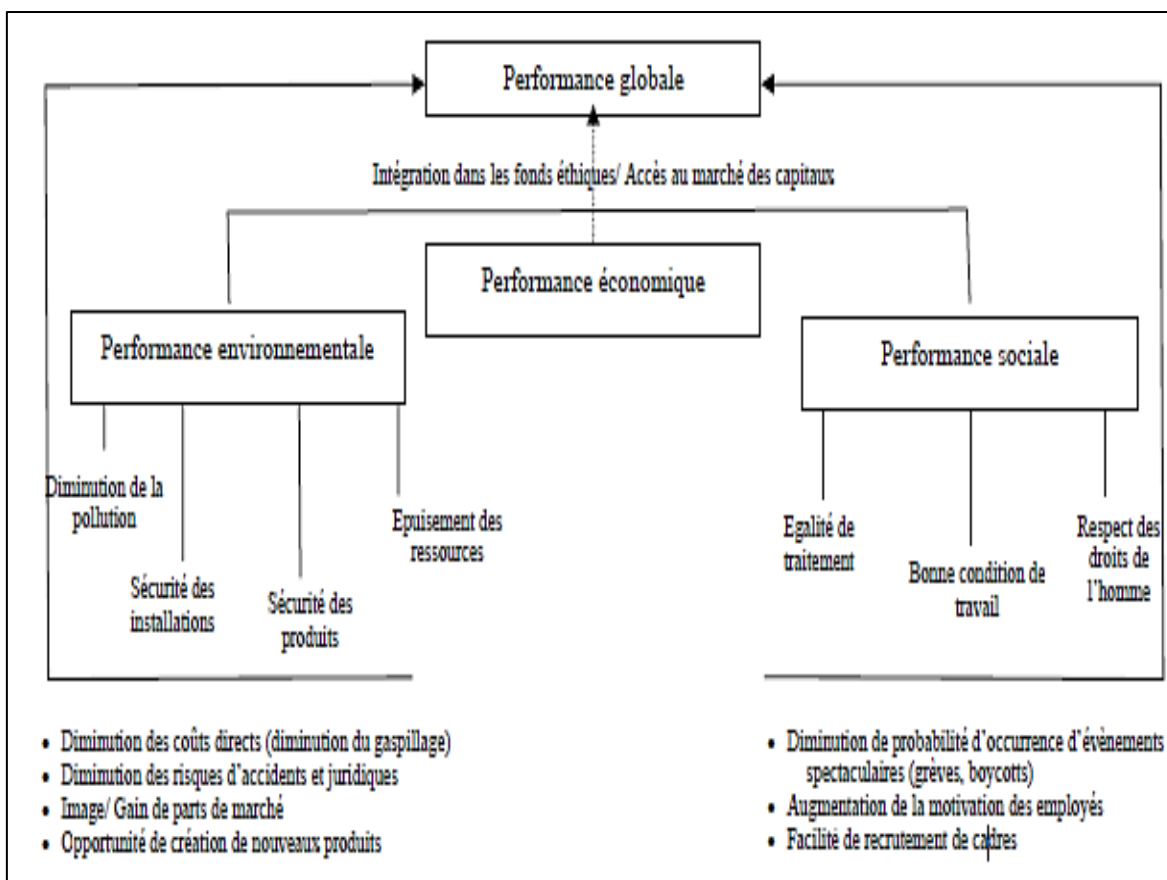 Performance globale
Intégration dans les fonds éthiques/ Accès au marché des capitaux
Performance économique
Performance environnementale
Performance sociale
Diminution de la
pollution
Sécurité des
installations
Sécurité des
produits
Epuisement des
ressources
Egalité de
traitement
Bonne condition de
travail
Respect des
droits de
l'homme
• Diminution des coûts directs (diminution du gaspillage)
• Diminution des risques d'accidents et juridiques
• Image/ Gain de parts de marché
• Opportunité de création de nouveaux produits
• Diminution de probabilité d'occurrence d'évènements
spectaculaires (grèves, boycotts)
• Augmentation de la motivation des employés
• Facilité de recrutement de cadres